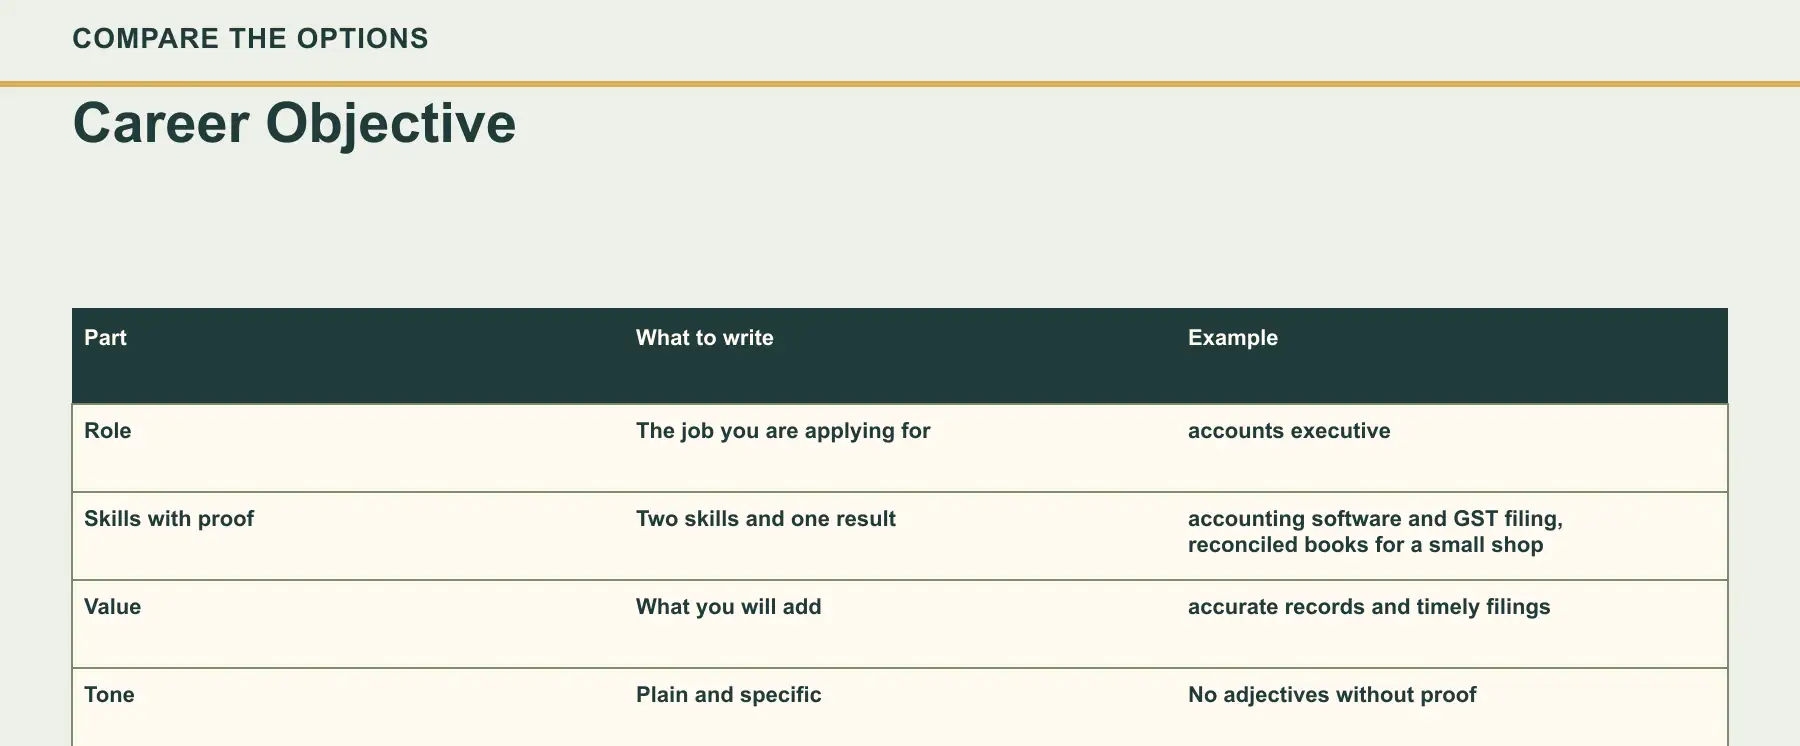 COMPARE THE OPTIONS
Career Objective
Part What to write Example
Role The job you are applying for accounts executive
Skills with proof Two skills and one result accounting software and GST filing,
reconciled books for a small shop
Value What you will add accurate records and timely filings
Tone Plain and specific No adjectives without proof